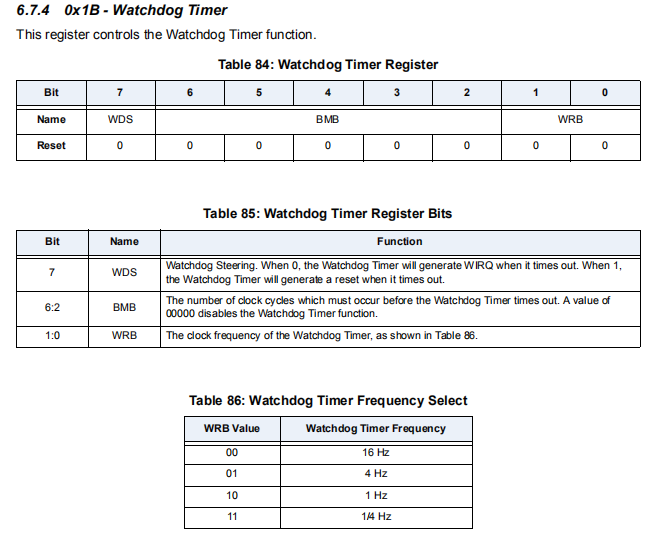 6.7.4 0x1B - Watchdog Timer
This register controls the Watchdog Timer function.
Table 84: Watchdog Timer Register
Bit 7 6 5 4 3 2 1 0
Name WDS BMB WRB
Reset 0 0 0 0 0 0 0 0
Table 85: Watchdog Timer Register Bits
Bit Name Function
7 WDS Watchdog Steering. When 0, the Watchdog Timer will generate WIRQ when it times out. When 1,
the Watchdog Timer will generate a reset when it times out.
6:2 BMB The number of clock cycles which must occur before the Watchdog Timer times out. A value of
00000 disables the Watchdog Timer function.
1:0 WRB The clock frequency of the Watchdog Timer, as shown in Table 86.
Table 86: Watchdog Timer Frequency Select
WRB Value Watchdog Timer Frequency
00 16 Hz
01 4 Hz
10 1 Hz
11 1/4 Hz